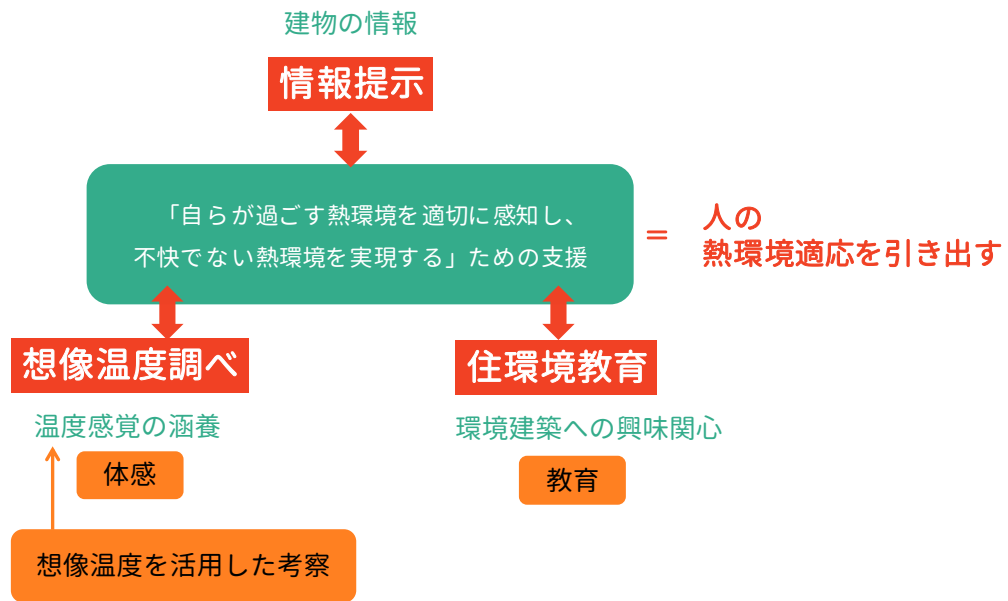 建物の情報
情報提示
「自らが過ごす熱環境を適切に感知し、
不快でない熱環境を実現する」ための支援
＝
人の
熱環境適応を引き出す
想像温度調べ
住環境教育
温度感覚の涵養
環境建築への興味関心
体感
教育
想像温度を活用した考察